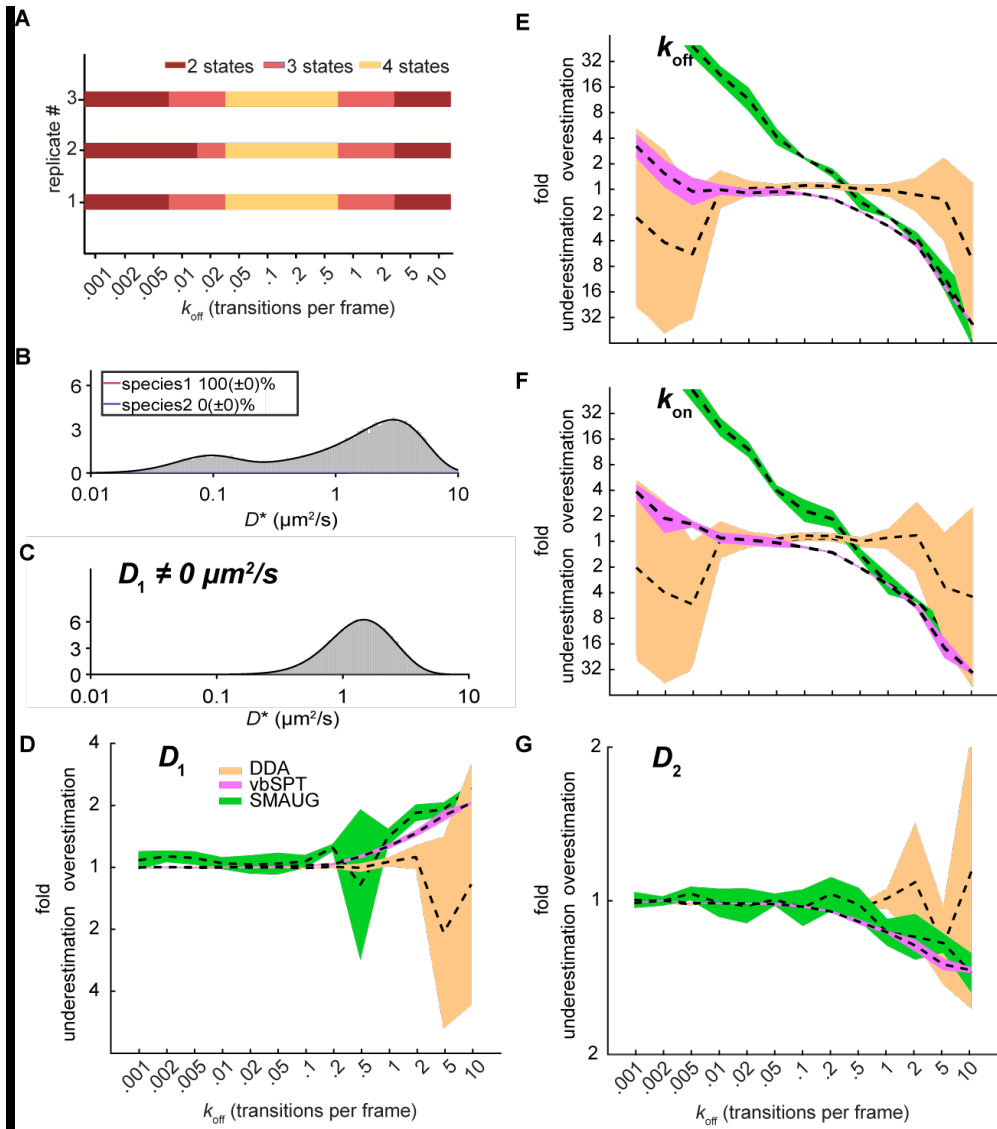 A
2 states 3 states 4 states
replicate #
3
2
1
.001 .002 .005 .01 .02 .05 .1 .2 .5 1 2 5 10
koff (transitions per frame)
B
6
3
0
species1 100(±0)%
species2 0(±0)%
0.01 0.1 1 10
D* (µm²/s)
C
D1 ≠ 0 µm²/s
6
3
0
0.01 0.1 1 10
D* (µm²/s)
D
D1
DDA
vbSPT
SMAUG
fold
underestimation overestimation
4
2
1
2
4
.001 .002 .005 .01 .02 .05 .1 .2 .5 1 2 5 10
koff (transitions per frame)
E
koff
fold
underestimation overestimation
32
16
8
4
2
1
2
4
8
16
32
F
kon
fold
underestimation overestimation
32
16
8
4
2
1
2
4
8
16
32
G
D2
fold
underestimation overestimation
2
1
2
.001 .002 .005 .01 .02 .05 .1 .2 .5 1 2 5 10
koff (transitions per frame)